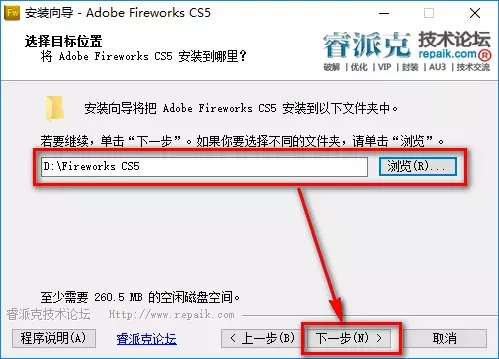 Fw 安装向导 - Adobe Fireworks CS5
选择目标位置
将 Adobe Fireworks CS5 安装到哪里?
睿派克 技术论坛
repaik.com
破解 | 优化 | VIP | 封装 | AU3 | 技术交流
安装向导将把 Adobe Fireworks CS5 安装到以下文件夹中。
若要继续,单击“下一步”。如果你要选择不同的文件夹,请单击“浏览”。
D:\Fireworks CS5
浏览(R)...
至少需要 260.5 MB 的空闲磁盘空间。
睿派克技术论坛 Http://www.repaik.com
程序说明(A) 睿派克论坛 < 上一步(B) 下一步(N) > 取消